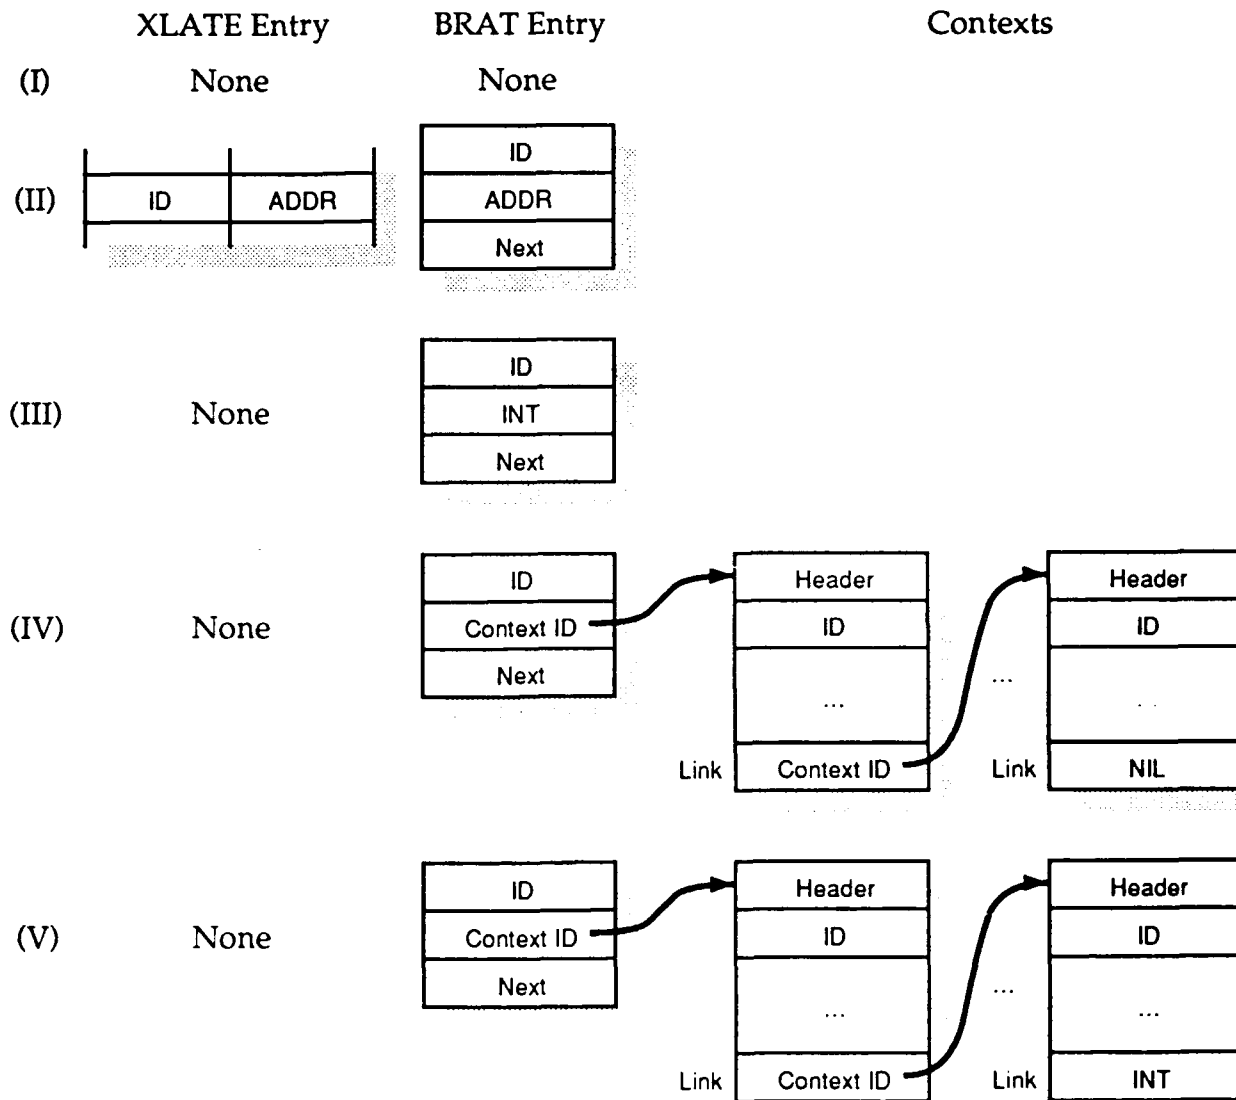 XLATE Entry BRAT Entry Contexts
(I) None None
ID
(II) ID ADDR ADDR
Next
ID
(III) None INT
Next
ID Header Header
(IV) None Context ID ID ID
Next
...
... . .
Link Context ID Link NIL
ID Header Header
(V) None Context ID ID ID
Next
...
... ...
Link Context ID Link INT